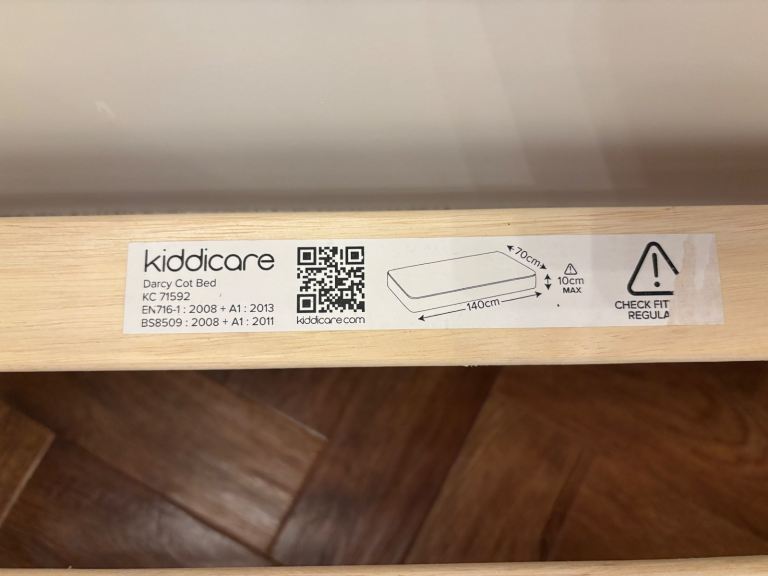 kiddicare
Darcy Cot Bed
KC 71592
EN716-1 : 2008 + A1 : 2013
BS8509 : 2008 + A1 : 2011
kiddicare.com
70cm
10cm
MAX
140cm
CHECK FIT